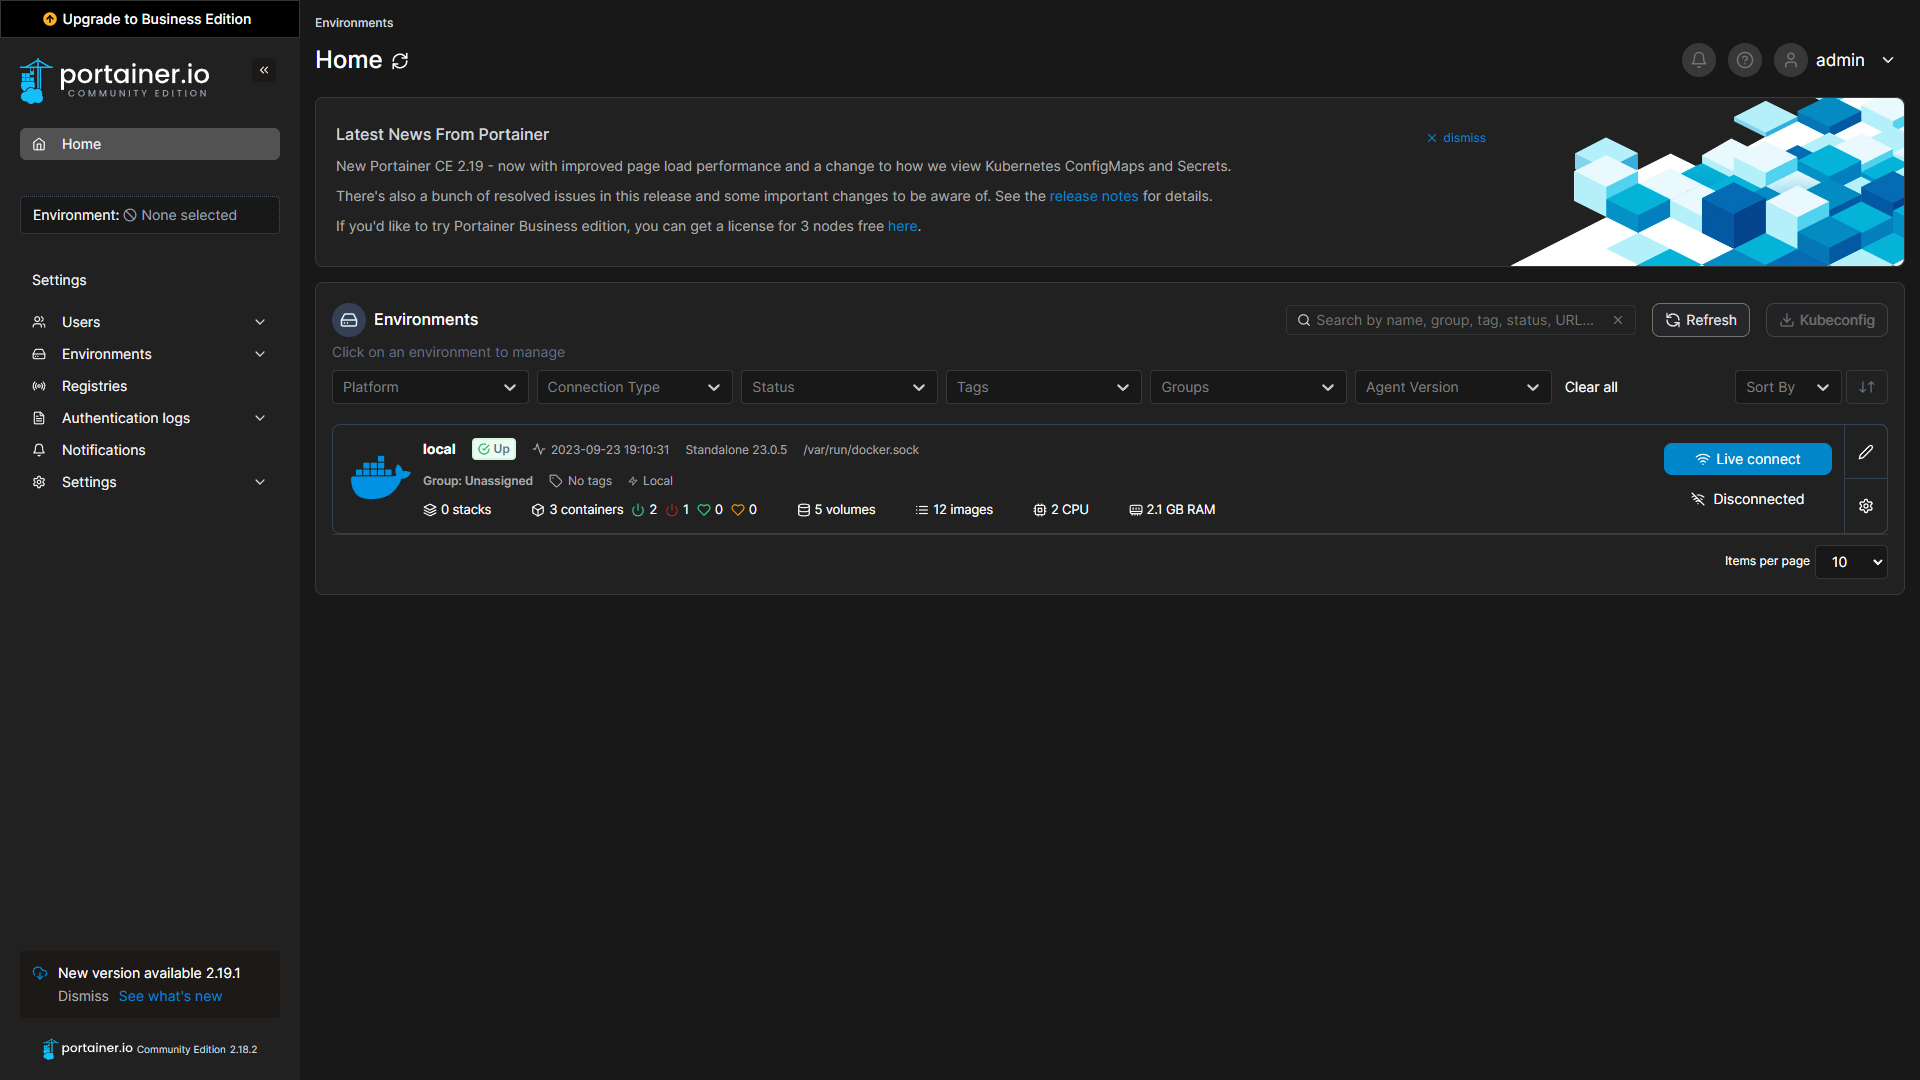 Upgrade to Business Edition
portainer.io
COMMUNITY EDITION
Home
Environment: None selected
Settings
Users
Environments
Registries
Authentication logs
Notifications
Settings
New version available 2.19.1
Dismiss See what's new
portainer.io Community Edition 2.18.2
Environments
Home
admin
Latest News From Portainer
dismiss
New Portainer CE 2.19 - now with improved page load performance and a change to how we view Kubernetes ConfigMaps and Secrets.
There's also a bunch of resolved issues in this release and some important changes to be aware of. See the release notes for details.
If you'd like to try Portainer Business edition, you can get a license for 3 nodes free here.
Environments
Search by name, group, tag, status, URL...
Refresh
Kubeconfig
Click on an environment to manage
Platform
Connection Type
Status
Tags
Groups
Agent Version
Clear all
Sort By
local Up 2023-09-23 19:10:31 Standalone 23.0.5 /var/run/docker.sock
Group: Unassigned No tags Local
0 stacks 3 containers 2 1 0 0 5 volumes 12 images 2 CPU 2.1 GB RAM
Live connect
Disconnected
Items per page 10